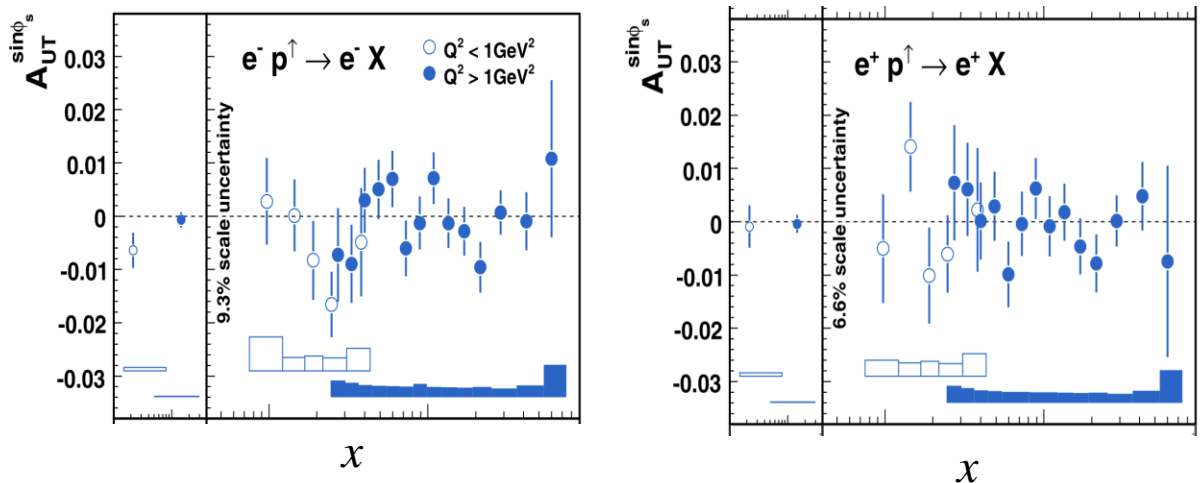 A_UT^sinϕ_s
0.03
0.02
0.01
0
-0.01
-0.02
-0.03
e⁻ p↑ → e⁻ X
Q² < 1GeV²
Q² > 1GeV²
9.3% scale uncertainty
x
A_UT^sinϕ_s
0.03
0.02
0.01
0
-0.01
-0.02
-0.03
e⁺ p↑ → e⁺ X
6.6% scale uncertainty
x